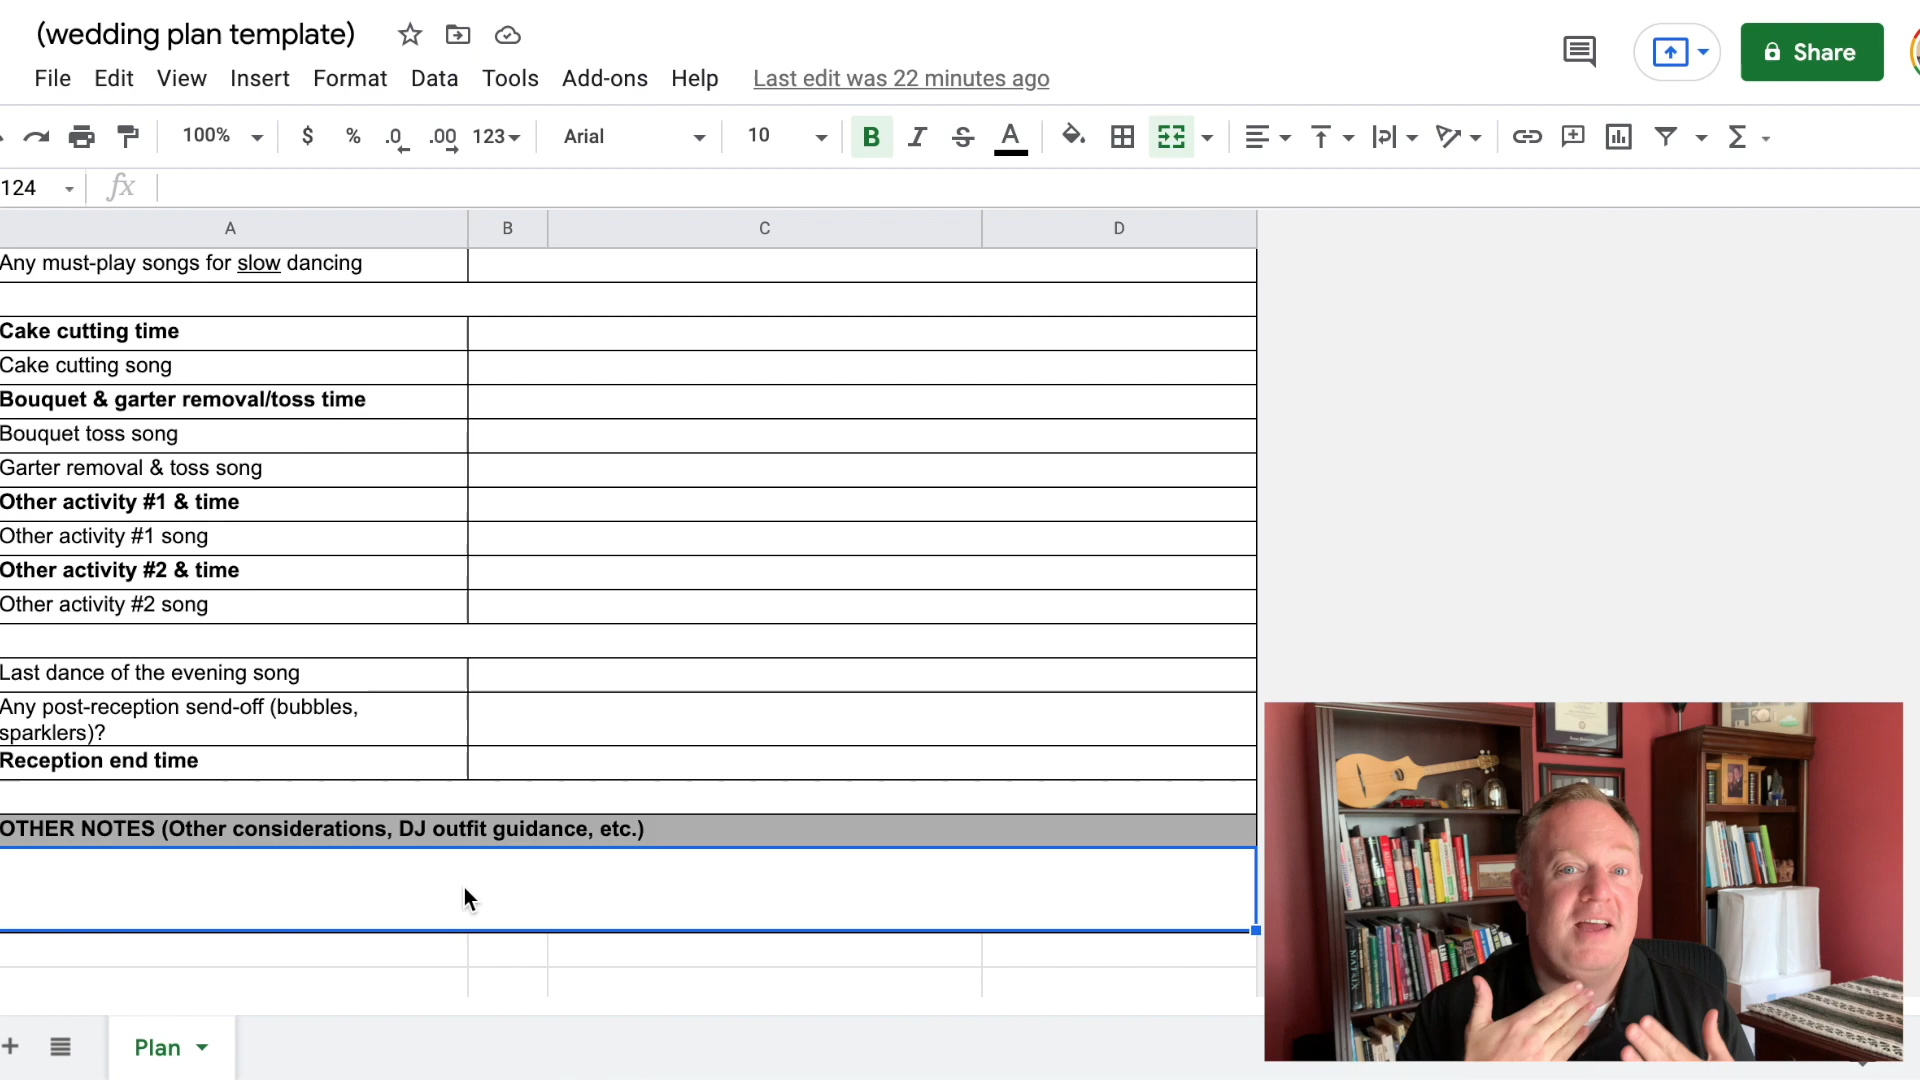 (wedding plan template)
File Edit View Insert Format Data Tools Add-ons Help Last edit was 22 minutes ago
Share
100% $ % .0 .00 123 Arial 10 B I S A Σ
124 fx
A B C D
Any must-play songs for slow dancing
Cake cutting time
Cake cutting song
Bouquet & garter removal/toss time
Bouquet toss song
Garter removal & toss song
Other activity #1 & time
Other activity #1 song
Other activity #2 & time
Other activity #2 song
Last dance of the evening song
Any post-reception send-off (bubbles,
sparklers)?
Reception end time
OTHER NOTES (Other considerations, DJ outfit guidance, etc.)
Plan